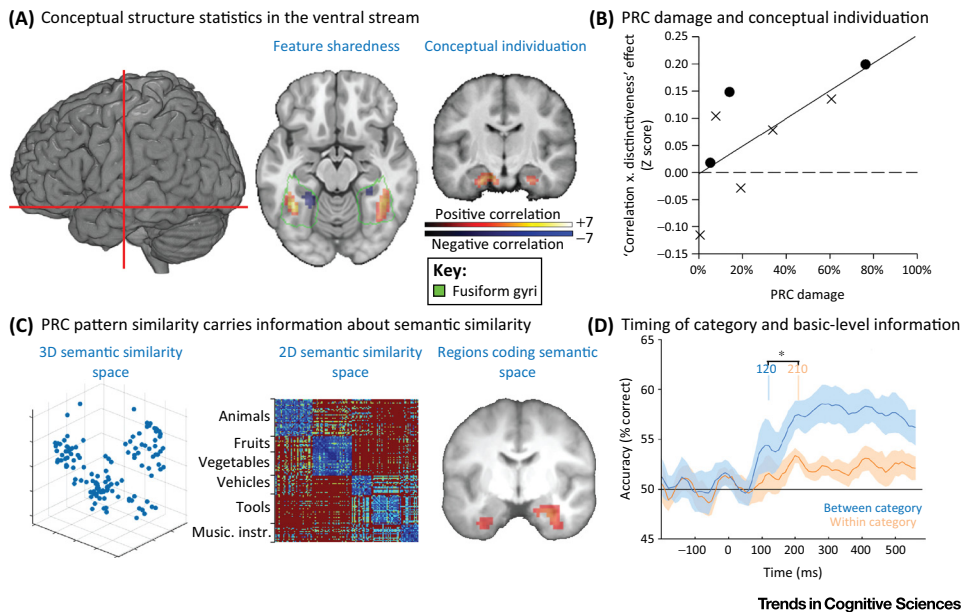 (A) Conceptual structure statistics in the ventral stream
Feature sharedness
Conceptual individuation
Positive correlation
+7
−7
Negative correlation
Key:
Fusiform gyri
(B) PRC damage and conceptual individuation
'Correlation x. disctinctiveness' effect
(Z score)
0.25
0.20
0.15
0.10
0.05
0.00
−0.05
−0.10
−0.15
0%
20%
40%
60%
80%
100%
PRC damage
(C) PRC pattern similarity carries information about semantic similarity
3D semantic similarity
space
2D semantic similarity
space
Regions coding semantic
space
Animals
Fruits
Vegetables
Vehicles
Tools
Music. instr.
(D) Timing of category and basic-level information
Accuracy (% correct)
65
60
55
50
45
*
120
210
Between category
Within category
−100
0
100
200
300
400
500
Time (ms)
Trends in Cognitive Sciences